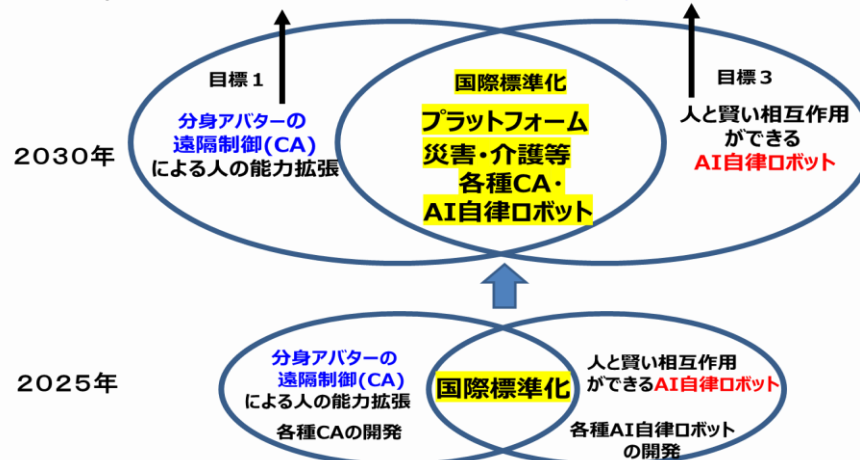 目標１
分身アバターの
遠隔制御(CA)
による人の能力拡張
国際標準化
プラットフォーム
災害・介護等
各種CA・
AI自律ロボット
目標３
人と賢い相互作用
ができる
AI自律ロボット
2030年
分身アバターの
遠隔制御(CA)
による人の能力拡張
各種CAの開発
国際標準化
人と賢い相互作用
ができるAI自律ロボット
各種AI自律ロボット
の開発
2025年